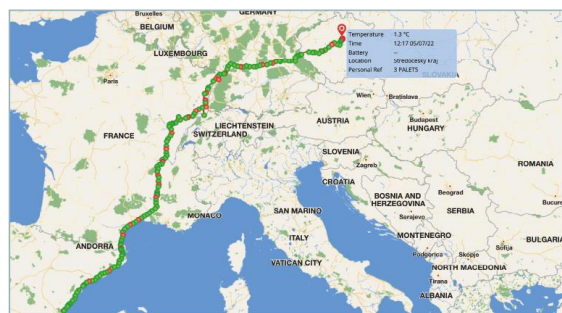 Bruxelles
BELGIUM
GERMANY
LUXEMBOURG
Paris
Temperature 1.3 °C
Time 12:17 05/07/22
Battery --
Location Stredocesky kraj
Personal Ref 3 PALETS
SLOVAKIA
Wien
Bratislava
FRANCE
LIECHTENSTEIN
SWITZERLAND
AUSTRIA
Budapest
HUNGARY
SLOVENIA
Zagreb
ROMANIA
CROATIA
BOSNIA AND
HERZEGOVINA
Beograd
SERBIA
Sarajevo
MONACO
SAN MARINO
MONTENEGRO
ANDORRA
ITALY
Podgorica
Skopje
Sofija
BULGARIA
VATICAN CITY
NORTH MACEDONIA
Tirana
ALBANIA